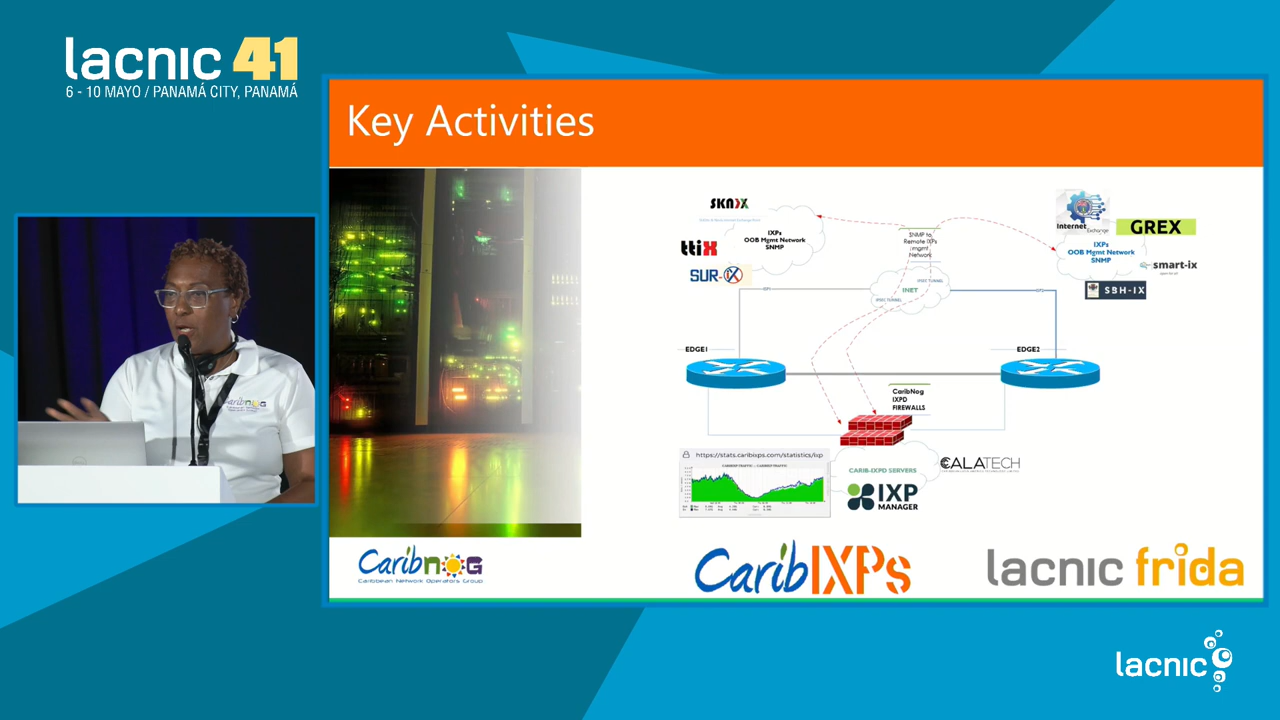 lacnic 41
6 - 10 MAYO / PANAMÁ CITY, PANAMÁ
Key Activities
SKNIX
IXPs
OOB Mgmt Network
SNMP
ttix
SUR-IX
SNMP to
Remote IXPs
mgmt
Network
Internet
Exchange
GREX
IXPs
OOB Mgmt Network
SNMP
smart-ix
SBH-IX
IPSEC TUNNEL
INET
IPSEC TUNNEL
EDGE1
EDGE2
CaribNog
IXPD
FIREWALLS
https://stats.caribixps.com/statistics/ixp
CARIB-IXPD SERVERS
CALATECH
IXP
MANAGER
CaribNOG
Caribbean Network Operators Group
CaribIXPs
lacnic frida
CaribNOG
lacnic